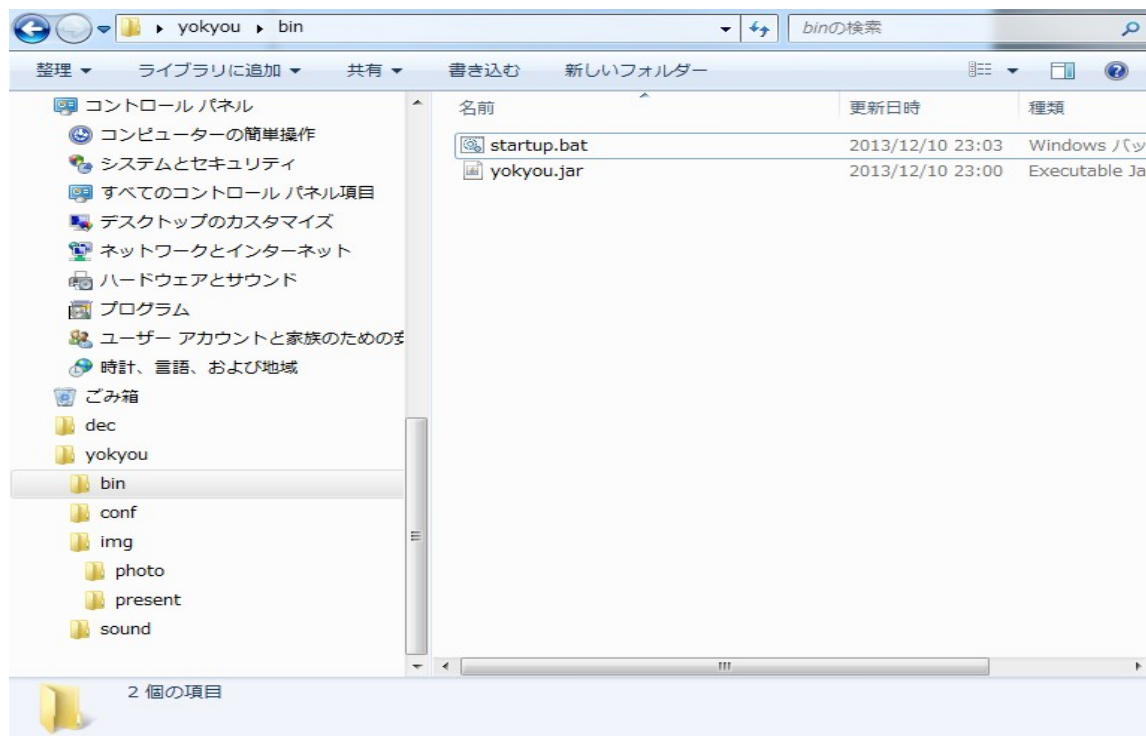 yokyou bin
binの検索
整理 ライブラリに追加 共有 書き込む 新しいフォルダー
コントロール パネル
コンピューターの簡単操作
システムとセキュリティ
すべてのコントロール パネル項目
デスクトップのカスタマイズ
ネットワークとインターネット
ハードウェアとサウンド
プログラム
ユーザー アカウントと家族のための安
時計、言語、および地域
ごみ箱
dec
yokyou
bin
conf
img
photo
present
sound
名前 更新日時 種類
startup.bat 2013/12/10 23:03 Windows バッ
yokyou.jar 2013/12/10 23:00 Executable Ja
2 個の項目